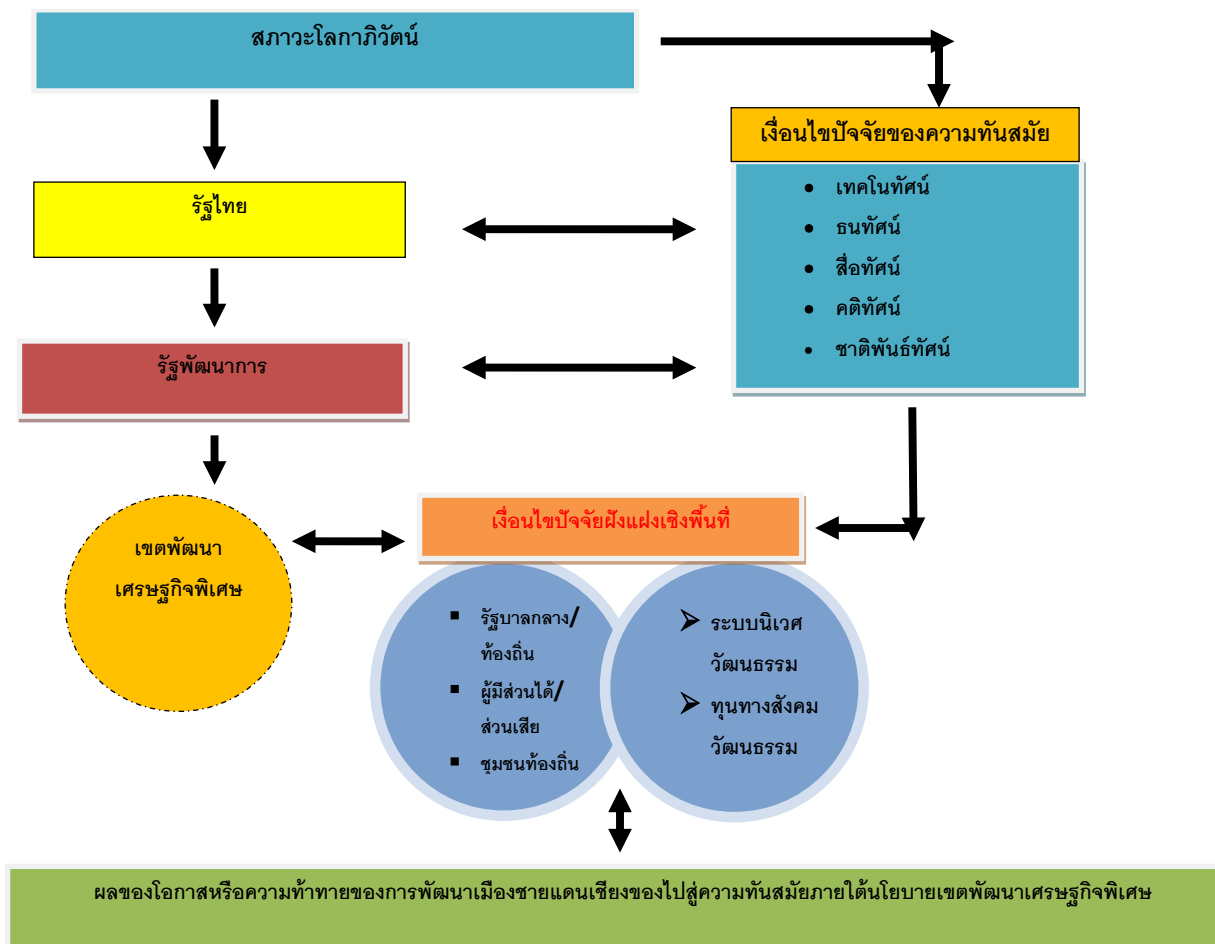 สภาวะโลกาภิวัตน์
เงื่อนไขปัจจัยของความทันสมัย
• เทคโนทัศน์
• ธนทัศน์
• สื่อทัศน์
• คติทัศน์
• ชาติพันธ์ทัศน์
รัฐไทย
รัฐพัฒนาการ
เงื่อนไขปัจจัยฝังแฝงเชิงพื้นที่
เขตพัฒนา
เศรษฐกิจพิเศษ
▪ รัฐบาลกลาง/
ท้องถิ่น
▪ ผู้มีส่วนได้/
ส่วนเสีย
▪ ชุมชนท้องถิ่น
➢ ระบบนิเวศ
วัฒนธรรม
➢ ทุนทางสังคม
วัฒนธรรม
ผลของโอกาสหรือความท้าทายของการพัฒนาเมืองชายแดนเชียงของไปสู่ความทันสมัยภายใต้นโยบายเขตพัฒนาเศรษฐกิจพิเศษ